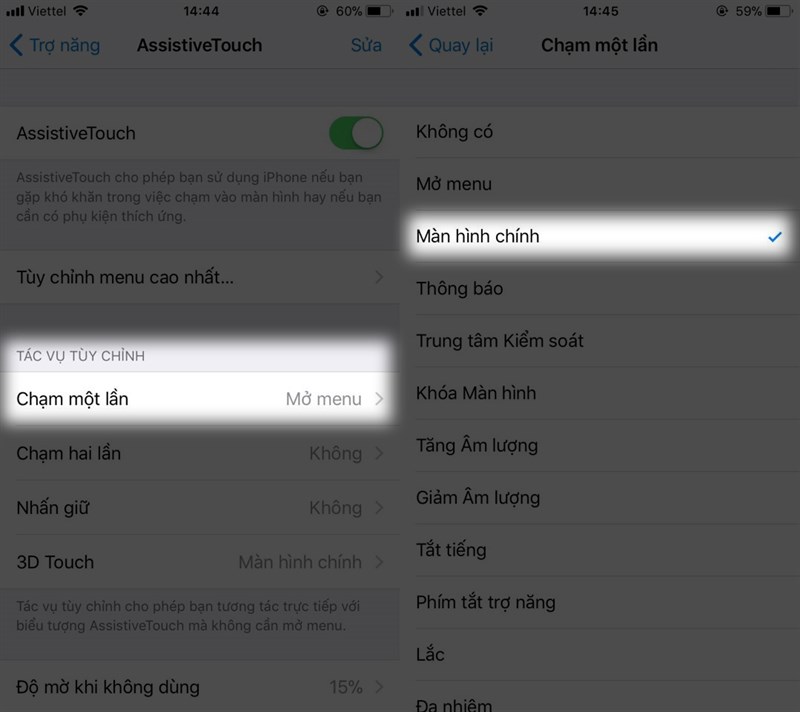 Viettel 14:44 60%
Trợ năng AssistiveTouch Sửa
AssistiveTouch
AssistiveTouch cho phép bạn sử dụng iPhone nếu bạn
gặp khó khăn trong việc chạm vào màn hình hay nếu bạn
cần có phụ kiện thích ứng.
Tùy chỉnh menu cao nhất...
TÁC VỤ TÙY CHỈNH
Chạm một lần Mở menu
Chạm hai lần Không
Nhấn giữ Không
3D Touch Màn hình chính
Tác vụ tùy chỉnh cho phép bạn tương tác trực tiếp với
biểu tượng AssistiveTouch mà không cần mở menu.
Độ mờ khi không dùng 15%
Viettel 14:45 59%
Quay lại Chạm một lần
Không có
Mở menu
Màn hình chính
Thông báo
Trung tâm Kiểm soát
Khóa Màn hình
Tăng Âm lượng
Giảm Âm lượng
Tắt tiếng
Phím tắt trợ năng
Lắc
Đa nhiệm